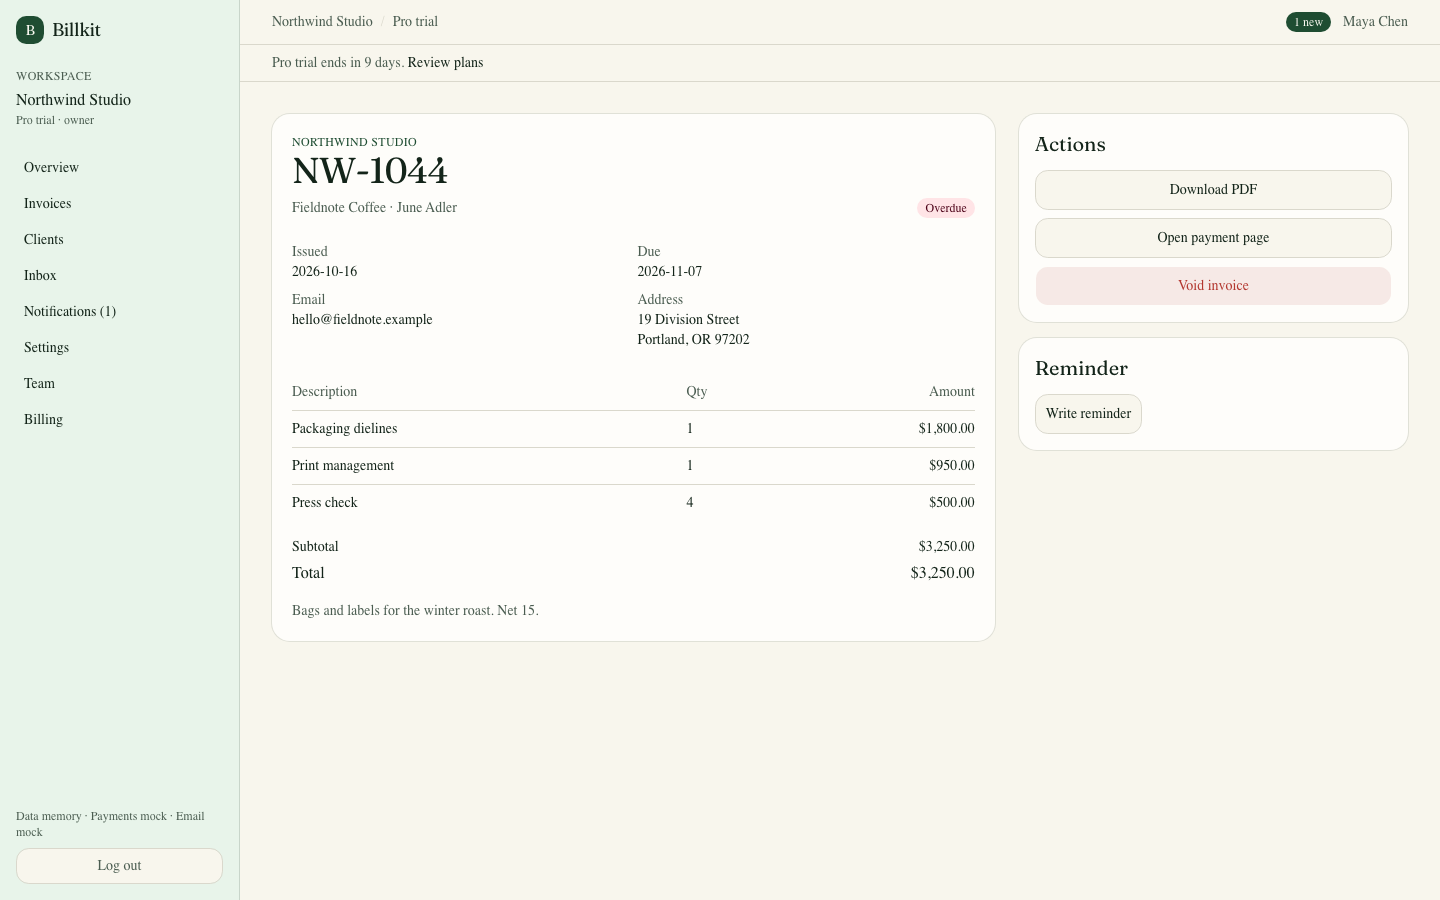 B Billkit
WORKSPACE
Northwind Studio
Pro trial · owner
Overview
Invoices
Clients
Inbox
Notifications (1)
Settings
Team
Billing
Data memory · Payments mock · Email
mock
Log out
Northwind Studio / Pro trial
1 new Maya Chen
Pro trial ends in 9 days. Review plans
NORTHWIND STUDIO
NW-1044
Fieldnote Coffee · June Adler
Overdue
Issued
2026-10-16
Due
2026-11-07
Email
hello@fieldnote.example
Address
19 Division Street
Portland, OR 97202
Description Qty Amount
Packaging dielines 1 $1,800.00
Print management 1 $950.00
Press check 4 $500.00
Subtotal $3,250.00
Total $3,250.00
Bags and labels for the winter roast. Net 15.
Actions
Download PDF
Open payment page
Void invoice
Reminder
Write reminder